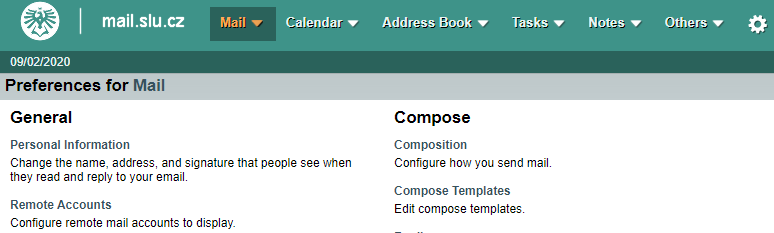 mail.slu.cz Mail Calendar Address Book Tasks Notes Others
09/02/2020
Preferences for Mail
General
Personal Information
Change the name, address, and signature that people see when
they read and reply to your email.
Remote Accounts
Configure remote mail accounts to display.
Compose
Composition
Configure how you send mail.
Compose Templates
Edit compose templates.